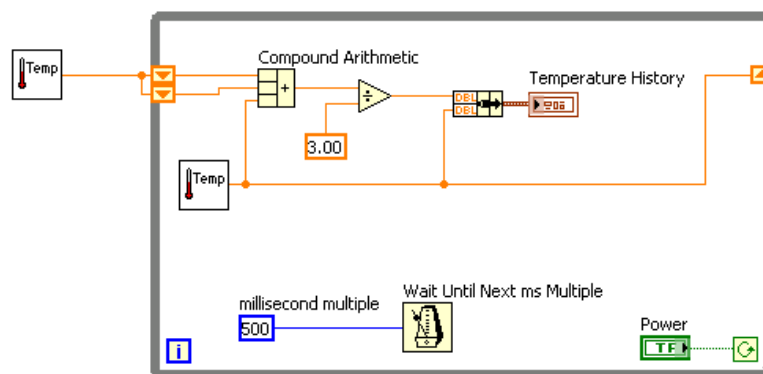 Temp
Compound Arithmetic
Temperature History
+
÷
DBL
DBL
3.00
Temp
millisecond multiple
Wait Until Next ms Multiple
500
i
Power
TF